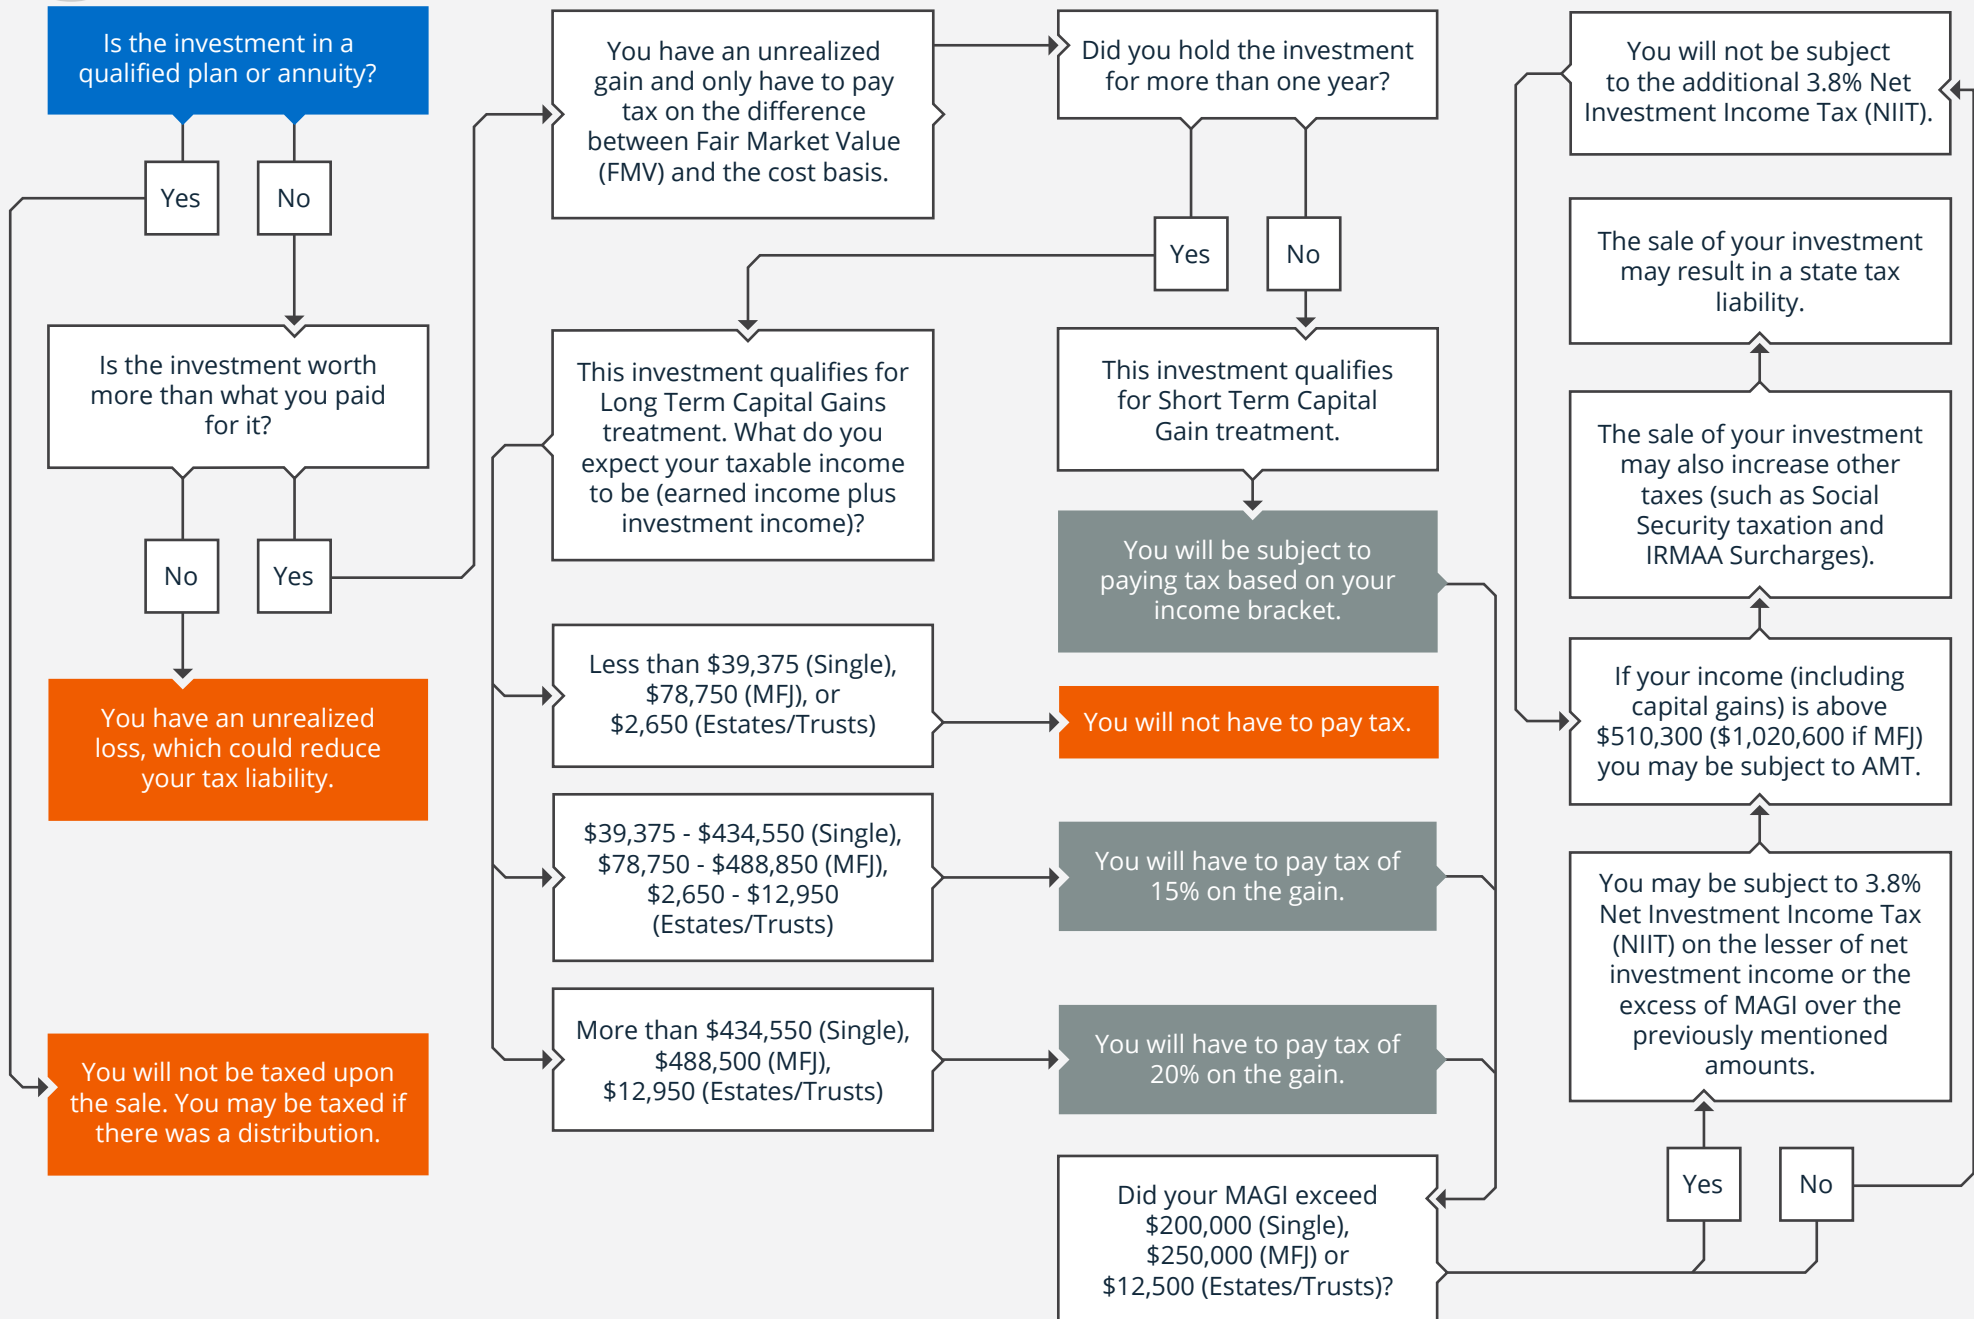 Is the investment in a
qualified plan or annuity?
Yes
No
Is the investment worth
more than what you paid
for it?
No
Yes
You have an unrealized
loss, which could reduce
your tax liability.
You will not be taxed upon
the sale. You may be taxed if
there was a distribution.
You have an unrealized
gain and only have to pay
tax on the difference
between Fair Market Value
(FMV) and the cost basis.
Did you hold the investment
for more than one year?
Yes
No
This investment qualifies for
Long Term Capital Gains
treatment. What do you
expect your taxable income
to be (earned income plus
investment income)?
This investment qualifies
for Short Term Capital
Gain treatment.
You will be subject to
paying tax based on your
income bracket.
Less than $39,375 (Single),
$78,750 (MFJ), or
$2,650 (Estates/Trusts)
You will not have to pay tax.
$39,375 - $434,550 (Single),
$78,750 - $488,850 (MFJ),
$2,650 - $12,950
(Estates/Trusts)
You will have to pay tax of
15% on the gain.
More than $434,550 (Single),
$488,500 (MFJ),
$12,950 (Estates/Trusts)
You will have to pay tax of
20% on the gain.
Did your MAGI exceed
$200,000 (Single),
$250,000 (MFJ) or
$12,500 (Estates/Trusts)?
Yes
No
You will not be subject
to the additional 3.8% Net
Investment Income Tax (NIIT).
The sale of your investment
may result in a state tax
liability.
The sale of your investment
may also increase other
taxes (such as Social
Security taxation and
IRMAA Surcharges).
If your income (including
capital gains) is above
$510,300 ($1,020,600 if MFJ)
you may be subject to AMT.
You may be subject to 3.8%
Net Investment Income Tax
(NIIT) on the lesser of net
investment income or the
excess of MAGI over the
previously mentioned
amounts.